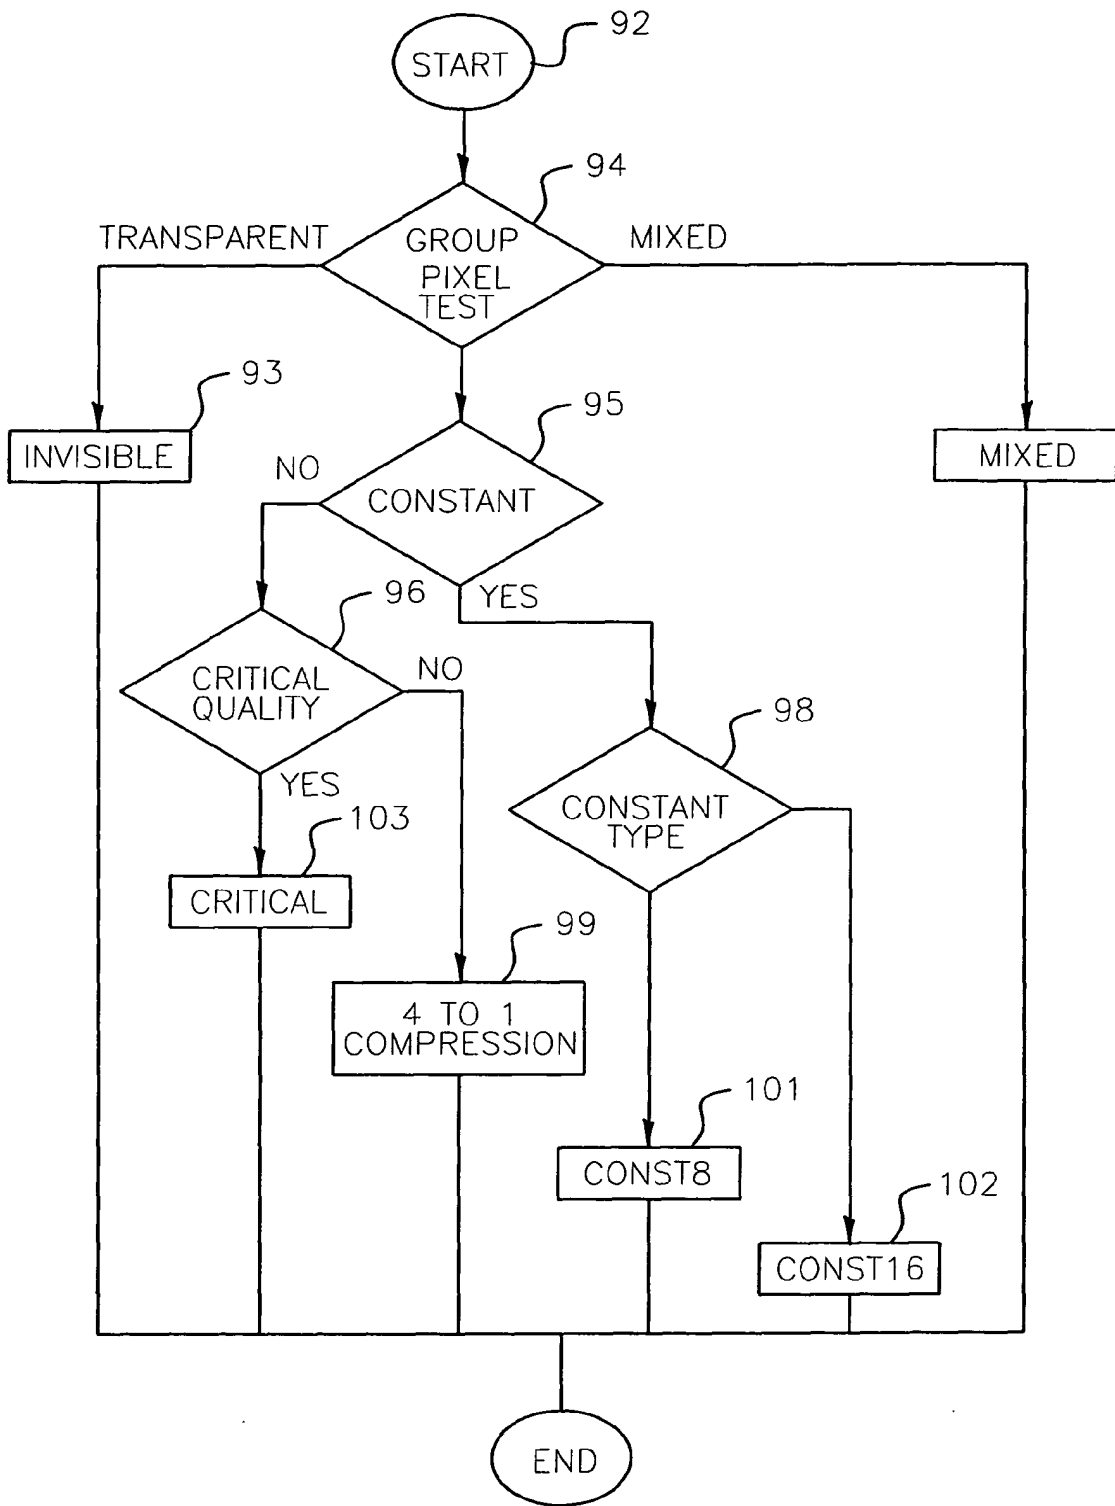 92
START
94
TRANSPARENT
GROUP
PIXEL
TEST
MIXED
93
INVISIBLE
95
NO
CONSTANT
MIXED
YES
96
NO
CRITICAL
QUALITY
98
YES
CONSTANT
TYPE
103
CRITICAL
99
4 TO 1
COMPRESSION
101
CONST8
102
CONST16
END